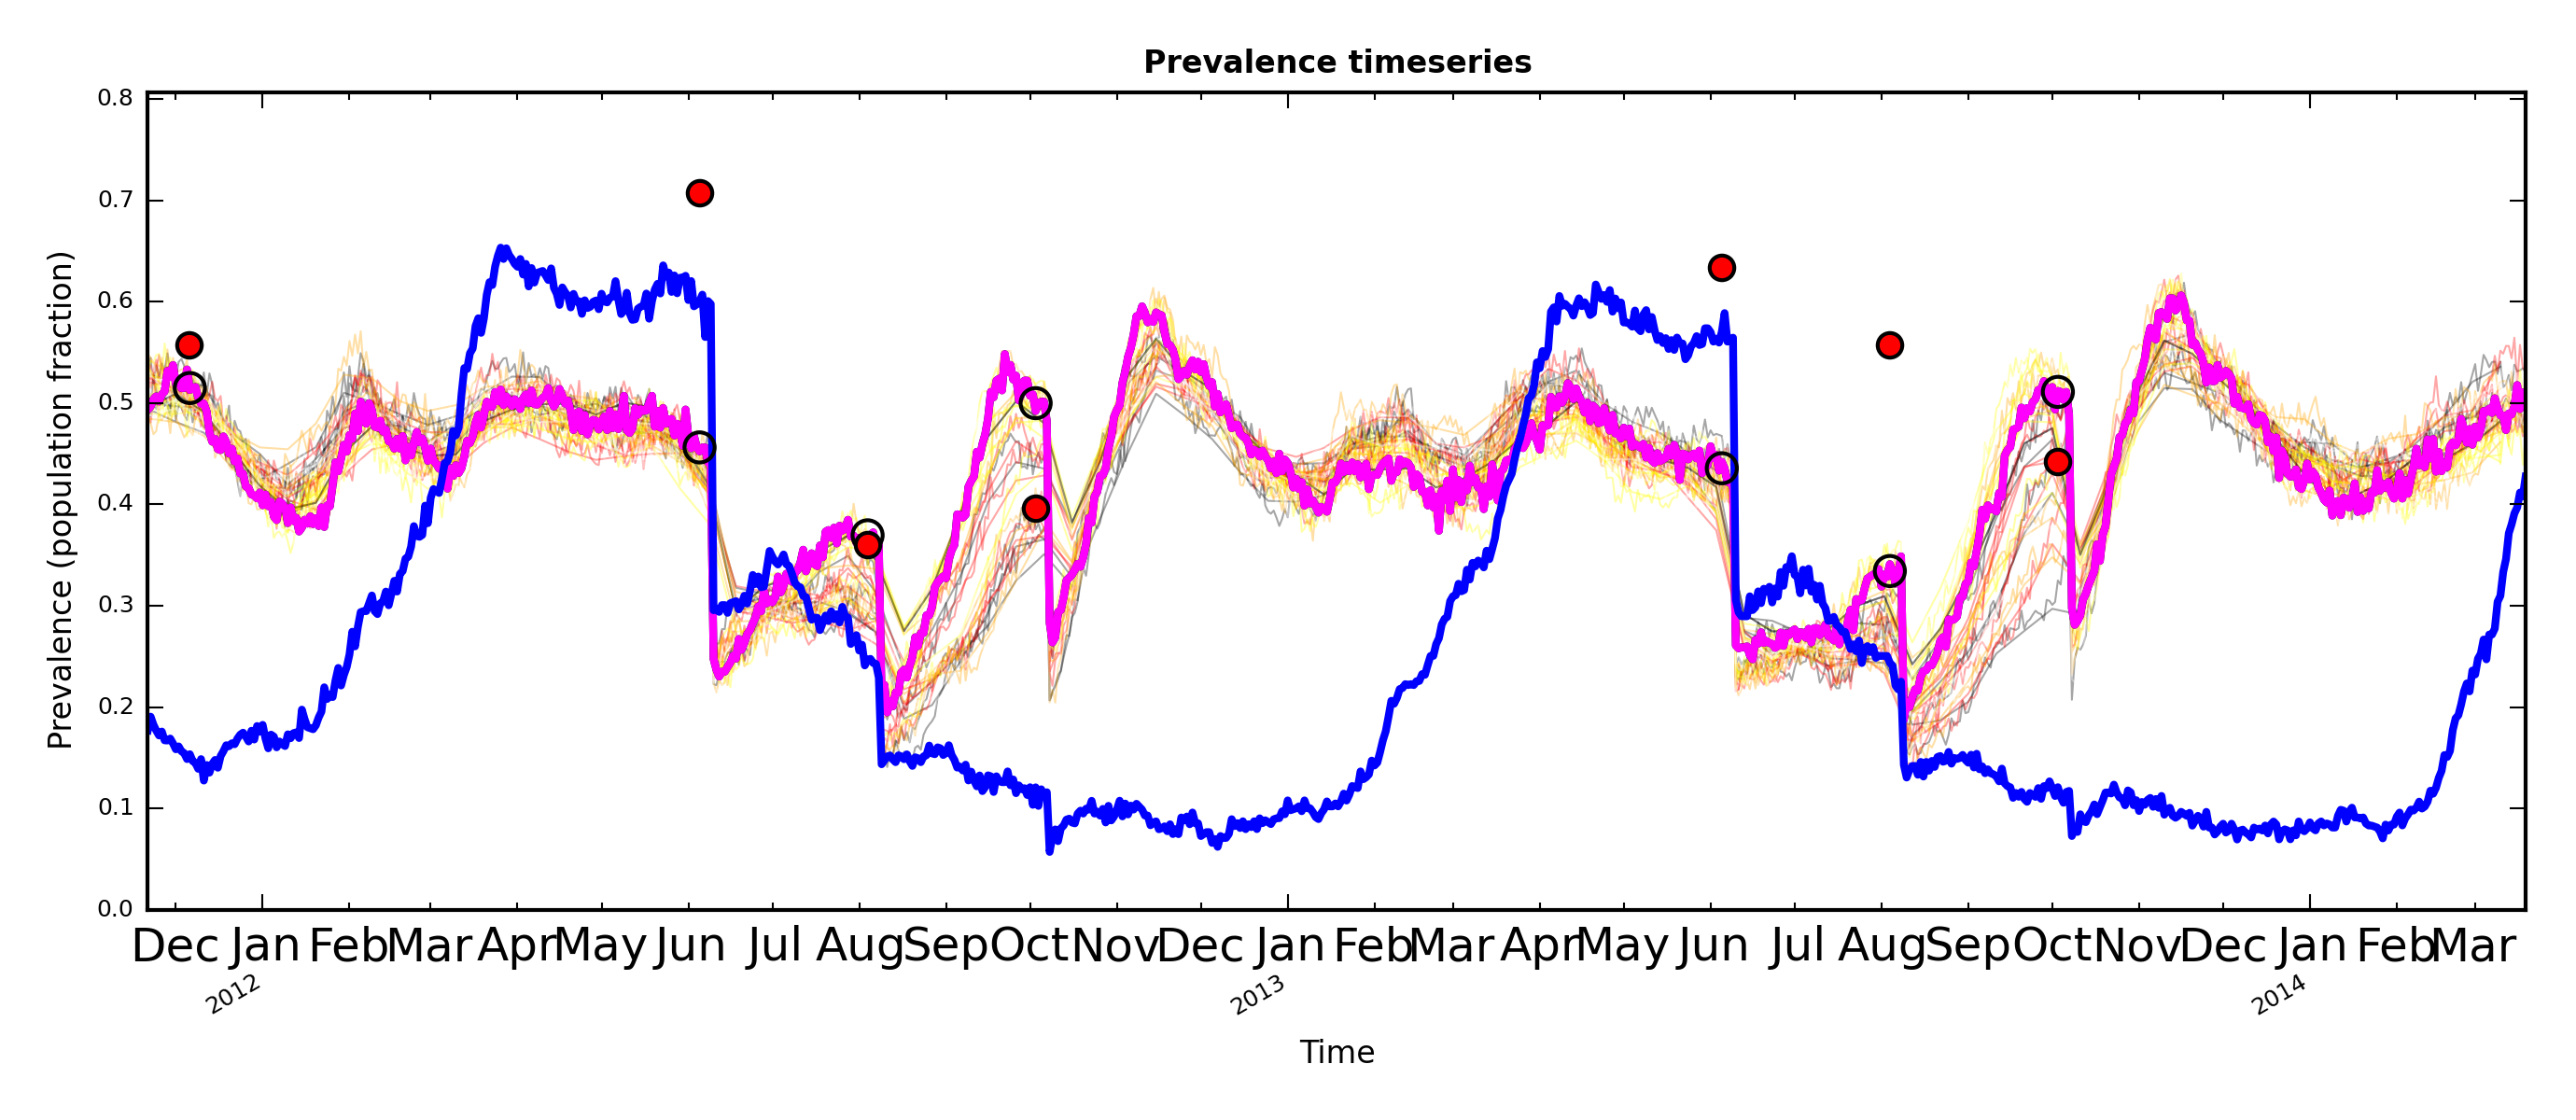 Prevalence timeseries
0.8
0.7
0.6
0.5
0.4
0.3
0.2
0.1
0.0
Prevalence (population fraction)
Dec Jan Feb Mar Apr May Jun Jul Aug Sep Oct Nov Dec Jan Feb Mar Apr May Jun Jul Aug Sep Oct Nov Dec Jan Feb Mar
2012 2013 2014
Time